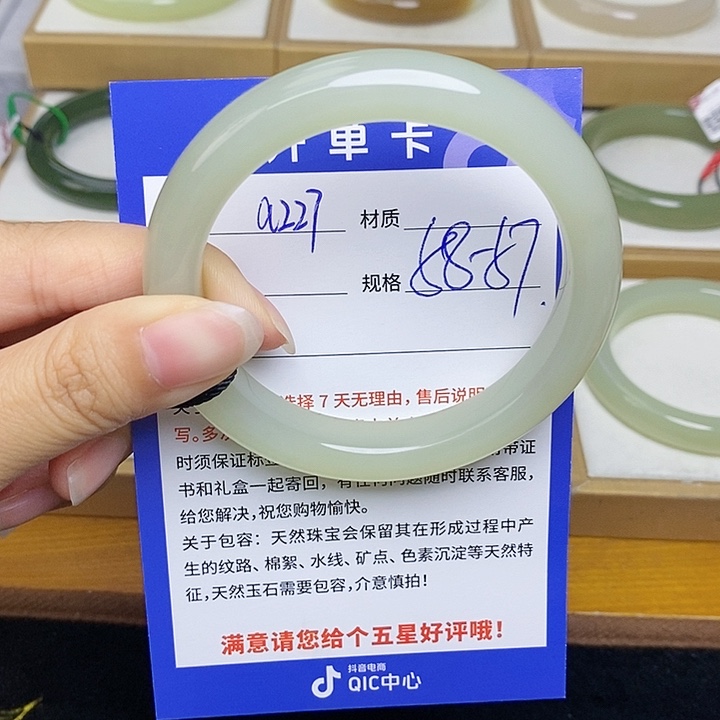 单卡
a227 材质
规格 58-57.
选择7天无理由，售后说明
写。多
时须保证标 带证
书和礼盒一起寄回，有任何问题随时联系客服，
给您解决，祝您购物愉快。
关于包容：天然珠宝会保留其在形成过程中产
生的纹路、棉絮、水线、矿点、色素沉淀等天然特
征，天然玉石需要包容，介意慎拍！
满意请您给个五星好评哦！
抖音电商
QIC中心